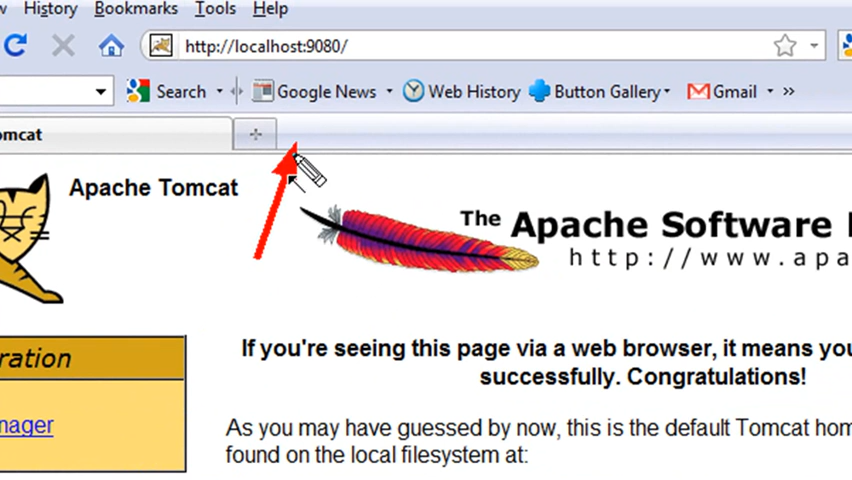 History Bookmarks Tools Help
http://localhost:9080/
Search Google News Web History Button Gallery Gmail »
omcat
Apache Tomcat
The Apache Software
http://www.apa
ration
nager
If you're seeing this page via a web browser, it means you
successfully. Congratulations!
As you may have guessed by now, this is the default Tomcat hom
found on the local filesystem at: